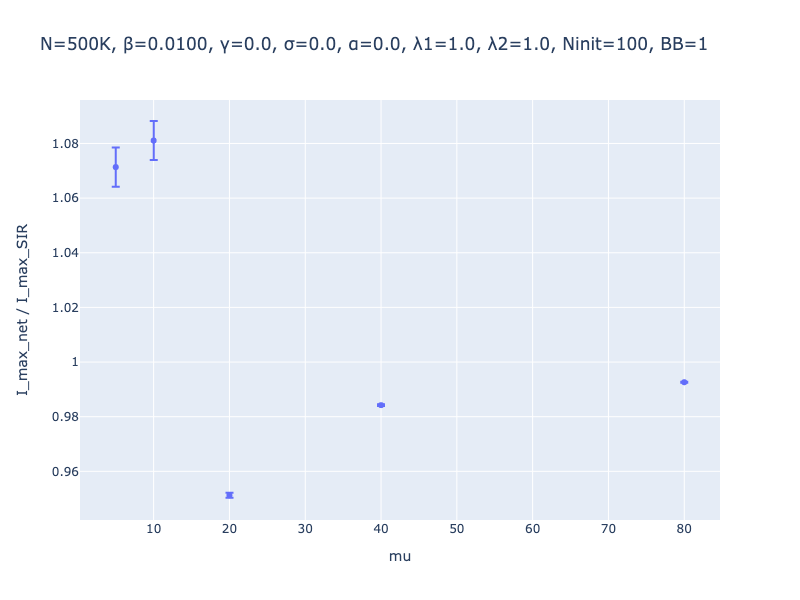 N=500K, β=0.0100, γ=0.0, σ=0.0, α=0.0, λ1=1.0, λ2=1.0, Ninit=100, BB=1
1.08
1.06
1.04
1.02
1
0.98
0.96
I_max_net / I_max_SIR
10 20 30 40 50 60 70 80
mu